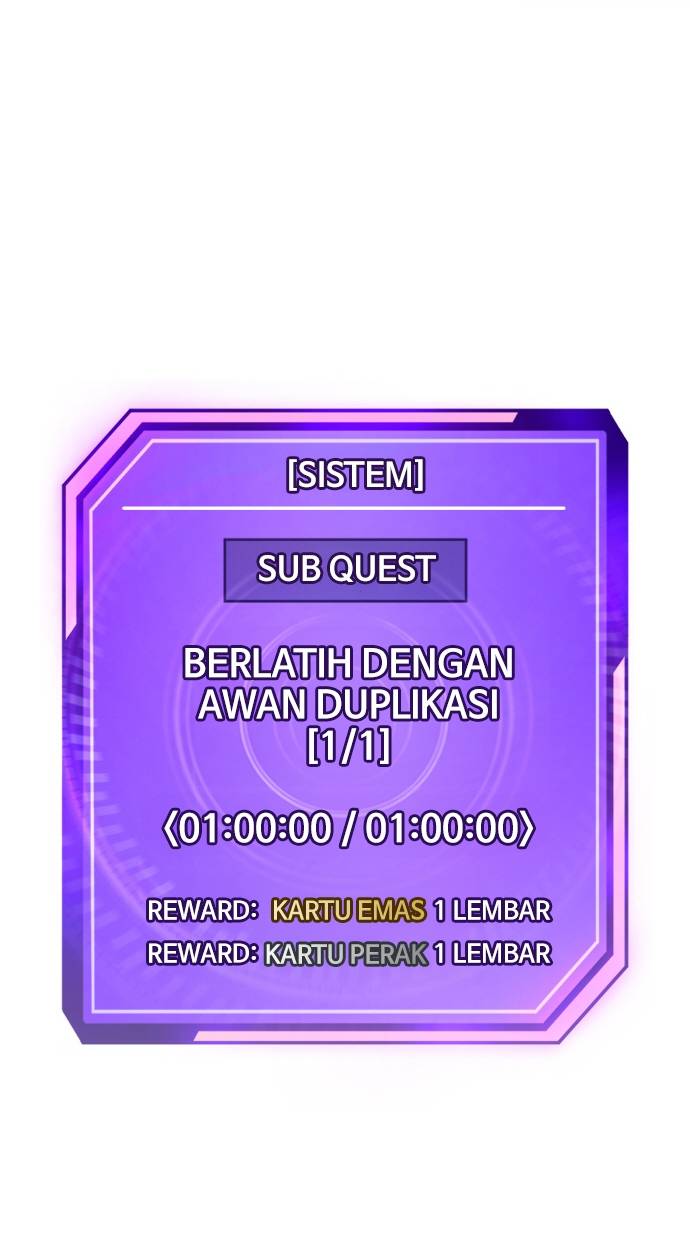 [SISTEM]
SUB QUEST
BERLATIH DENGAN
AWAN DUPLIKASI
[1/1]
〈01:00:00 / 01:00:00〉
REWARD: KARTU EMAS 1 LEMBAR
REWARD: KARTU PERAK 1 LEMBAR